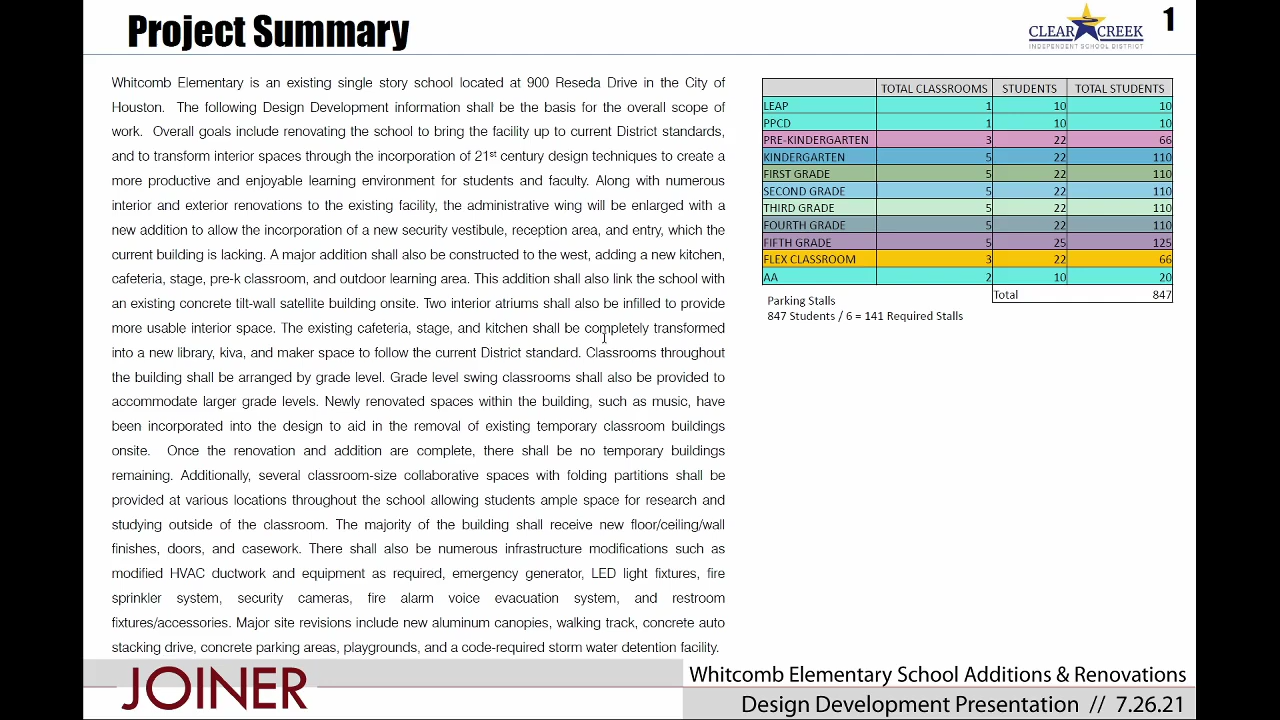 Project Summary
CLEAR CREEK
INDEPENDENT SCHOOL DISTRICT
1
Whitcomb Elementary is an existing single story school located at 900 Reseda Drive in the City of
Houston. The following Design Development information shall be the basis for the overall scope of
work. Overall goals include renovating the school to bring the facility up to current District standards,
and to transform interior spaces through the incorporation of 21st century design techniques to create a
more productive and enjoyable learning environment for students and faculty. Along with numerous
interior and exterior renovations to the existing facility, the administrative wing will be enlarged with a
new addition to allow the incorporation of a new security vestibule, reception area, and entry, which the
current building is lacking. A major addition shall also be constructed to the west, adding a new kitchen,
cafeteria, stage, pre-k classroom, and outdoor learning area. This addition shall also link the school with
an existing concrete tilt-wall satellite building onsite. Two interior atriums shall also be infilled to provide
more usable interior space. The existing cafeteria, stage, and kitchen shall be completely transformed
into a new library, kiva, and maker space to follow the current District standard. Classrooms throughout
the building shall be arranged by grade level. Grade level swing classrooms shall also be provided to
accommodate larger grade levels. Newly renovated spaces within the building, such as music, have
been incorporated into the design to aid in the removal of existing temporary classroom buildings
onsite. Once the renovation and addition are complete, there shall be no temporary buildings
remaining. Additionally, several classroom-size collaborative spaces with folding partitions shall be
provided at various locations throughout the school allowing students ample space for research and
studying outside of the classroom. The majority of the building shall receive new floor/ceiling/wall
finishes, doors, and casework. There shall also be numerous infrastructure modifications such as
modified HVAC ductwork and equipment as required, emergency generator, LED light fixtures, fire
sprinkler system, security cameras, fire alarm voice evacuation system, and restroom
fixtures/accessories. Major site revisions include new aluminum canopies, walking track, concrete auto
stacking drive, concrete parking areas, playgrounds, and a code-required storm water detention facility.
TOTAL CLASSROOMS STUDENTS TOTAL STUDENTS
LEAP 1 10 10
PPCD 1 10 10
PRE-KINDERGARTEN 3 22 66
KINDERGARTEN 5 22 110
FIRST GRADE 5 22 110
SECOND GRADE 5 22 110
THIRD GRADE 5 22 110
FOURTH GRADE 5 22 110
FIFTH GRADE 5 25 125
FLEX CLASSROOM 3 22 66
AA 2 10 20
Total 847
Parking Stalls
847 Students / 6 = 141 Required Stalls
JOINER
Whitcomb Elementary School Additions & Renovations
Design Development Presentation // 7.26.21